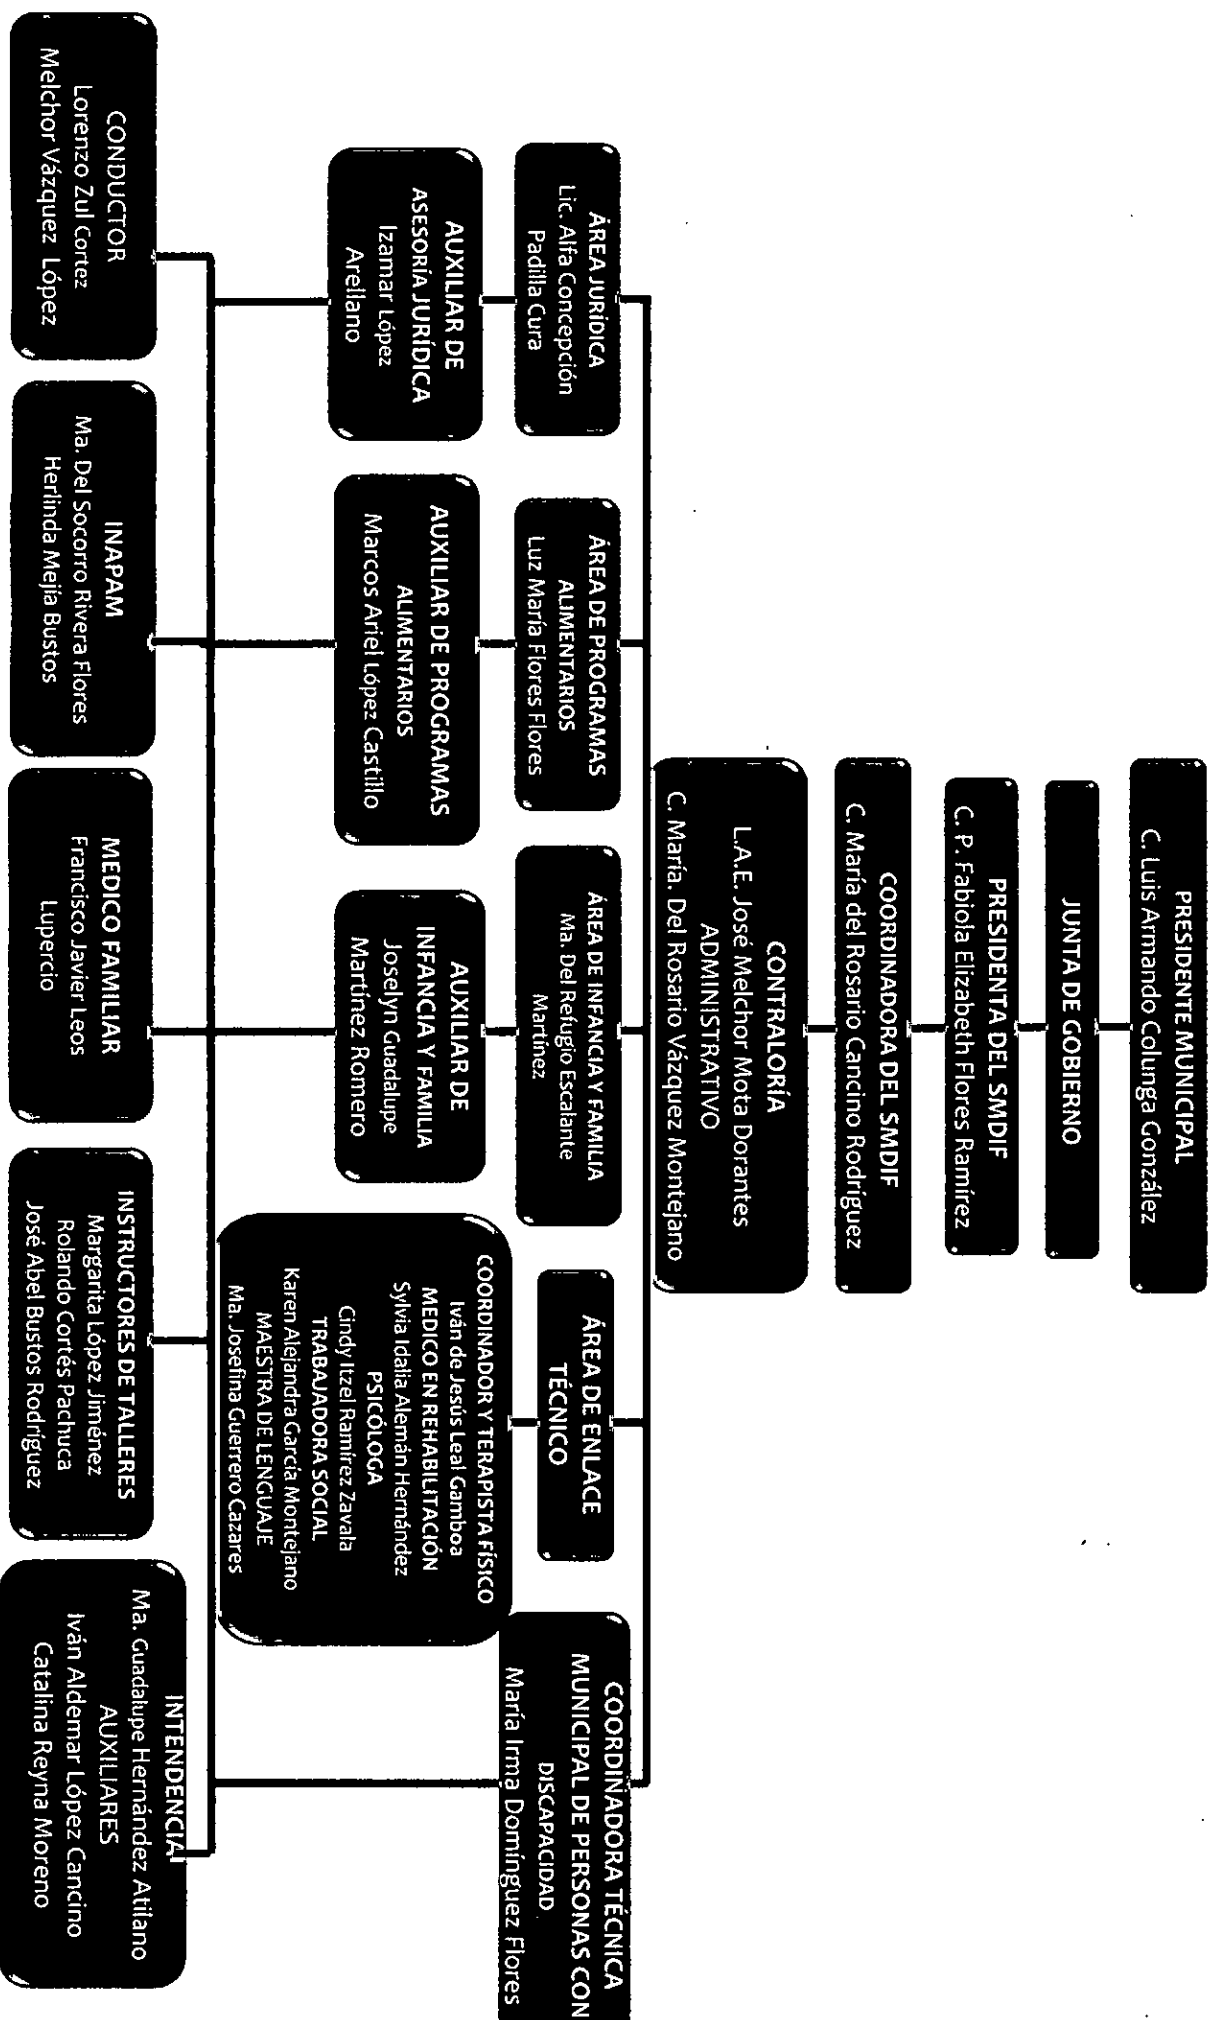 PRESIDENTE MUNICIPAL
C. Luis Armando Colunga González
JUNTA DE GOBIERNO
PRESIDENTA DEL SMDIF
C. P. Fabiola Elizabeth Flores Ramírez
COORDINADORA DEL SMDIF
C. María del Rosario Cancino Rodríguez
CONTRALORÍA
L.A.E. José Melchor Mota Dorantes
ADMINISTRATIVO
C. María. Del Rosario Vázquez Montejano
ÁREA JURÍDICA
Lic. Alfa Concepción
Padilla Cura
ÁREA DE PROGRAMAS
ALIMENTARIOS
Luz María Flores Flores
ÁREA DE INFANCIA Y FAMILIA
Ma. Del Refugio Escalante
Martínez
ÁREA DE ENLACE
TÉCNICO
COORDINADORA TÉCNICA
MUNICIPAL DE PERSONAS CON
DISCAPACIDAD
María Irma Domínguez Flores
AUXILIAR DE
ASESORÍA JURÍDICA
Izamar López
Arellano
AUXILIAR DE PROGRAMAS
ALIMENTARIOS
Marcos Ariel López Castillo
AUXILIAR DE
INFANCIA Y FAMILIA
Joselyn Guadalupe
Martínez Romero
COORDINADOR Y TERAPISTA FÍSICO
Iván de Jesús Leal Gamboa
MEDICO EN REHABILITACIÓN
Sylvia Idalia Alemán Hernández
PSICÓLOGA
Cindy Itzel Ramírez Zavala
TRABAJADORA SOCIAL
Karen Alejandra García Montejano
MAESTRA DE LENGUAJE
Ma. Josefina Guerrero Cazares
CONDUCTOR
Lorenzo Zul Cortez
Melchor Vázquez López
INAPAM
Ma. Del Socorro Rivera Flores
Herlinda Mejía Bustos
MEDICO FAMILIAR
Francisco Javier Leos
Lupercio
INSTRUCTORES DE TALLERES
Margarita López Jiménez
Rolando Cortés Pachuca
José Abel Bustos Rodríguez
INTENDENCIA
Ma. Guadalupe Hernández Atilano
AUXILIARES
Iván Aldemar López Cancino
Catalina Reyna Moreno